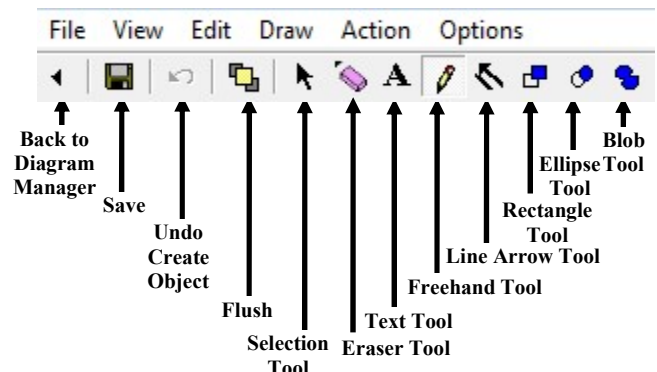 File View Edit Draw Action Options
A
Back to
Diagram
Manager
Save
Undo
Create
Object
Flush
Selection
Tool
Eraser Tool
Text Tool
Freehand Tool
Line Arrow Tool
Rectangle
Tool
Ellipse
Tool
Blob
Tool